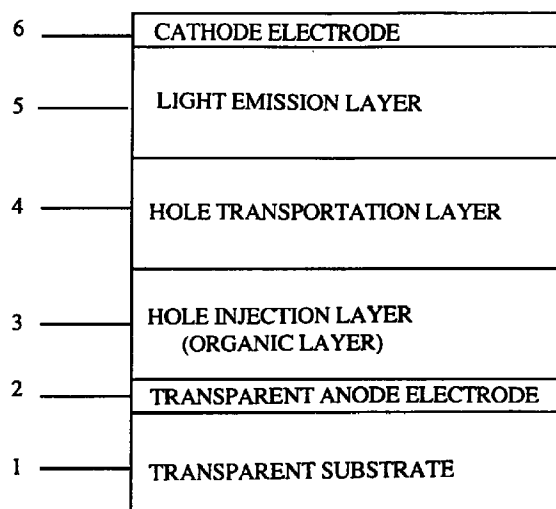 6 CATHODE ELECTRODE
5 LIGHT EMISSION LAYER
4 HOLE TRANSPORTATION LAYER
3 HOLE INJECTION LAYER
(ORGANIC LAYER)
2 TRANSPARENT ANODE ELECTRODE
1 TRANSPARENT SUBSTRATE